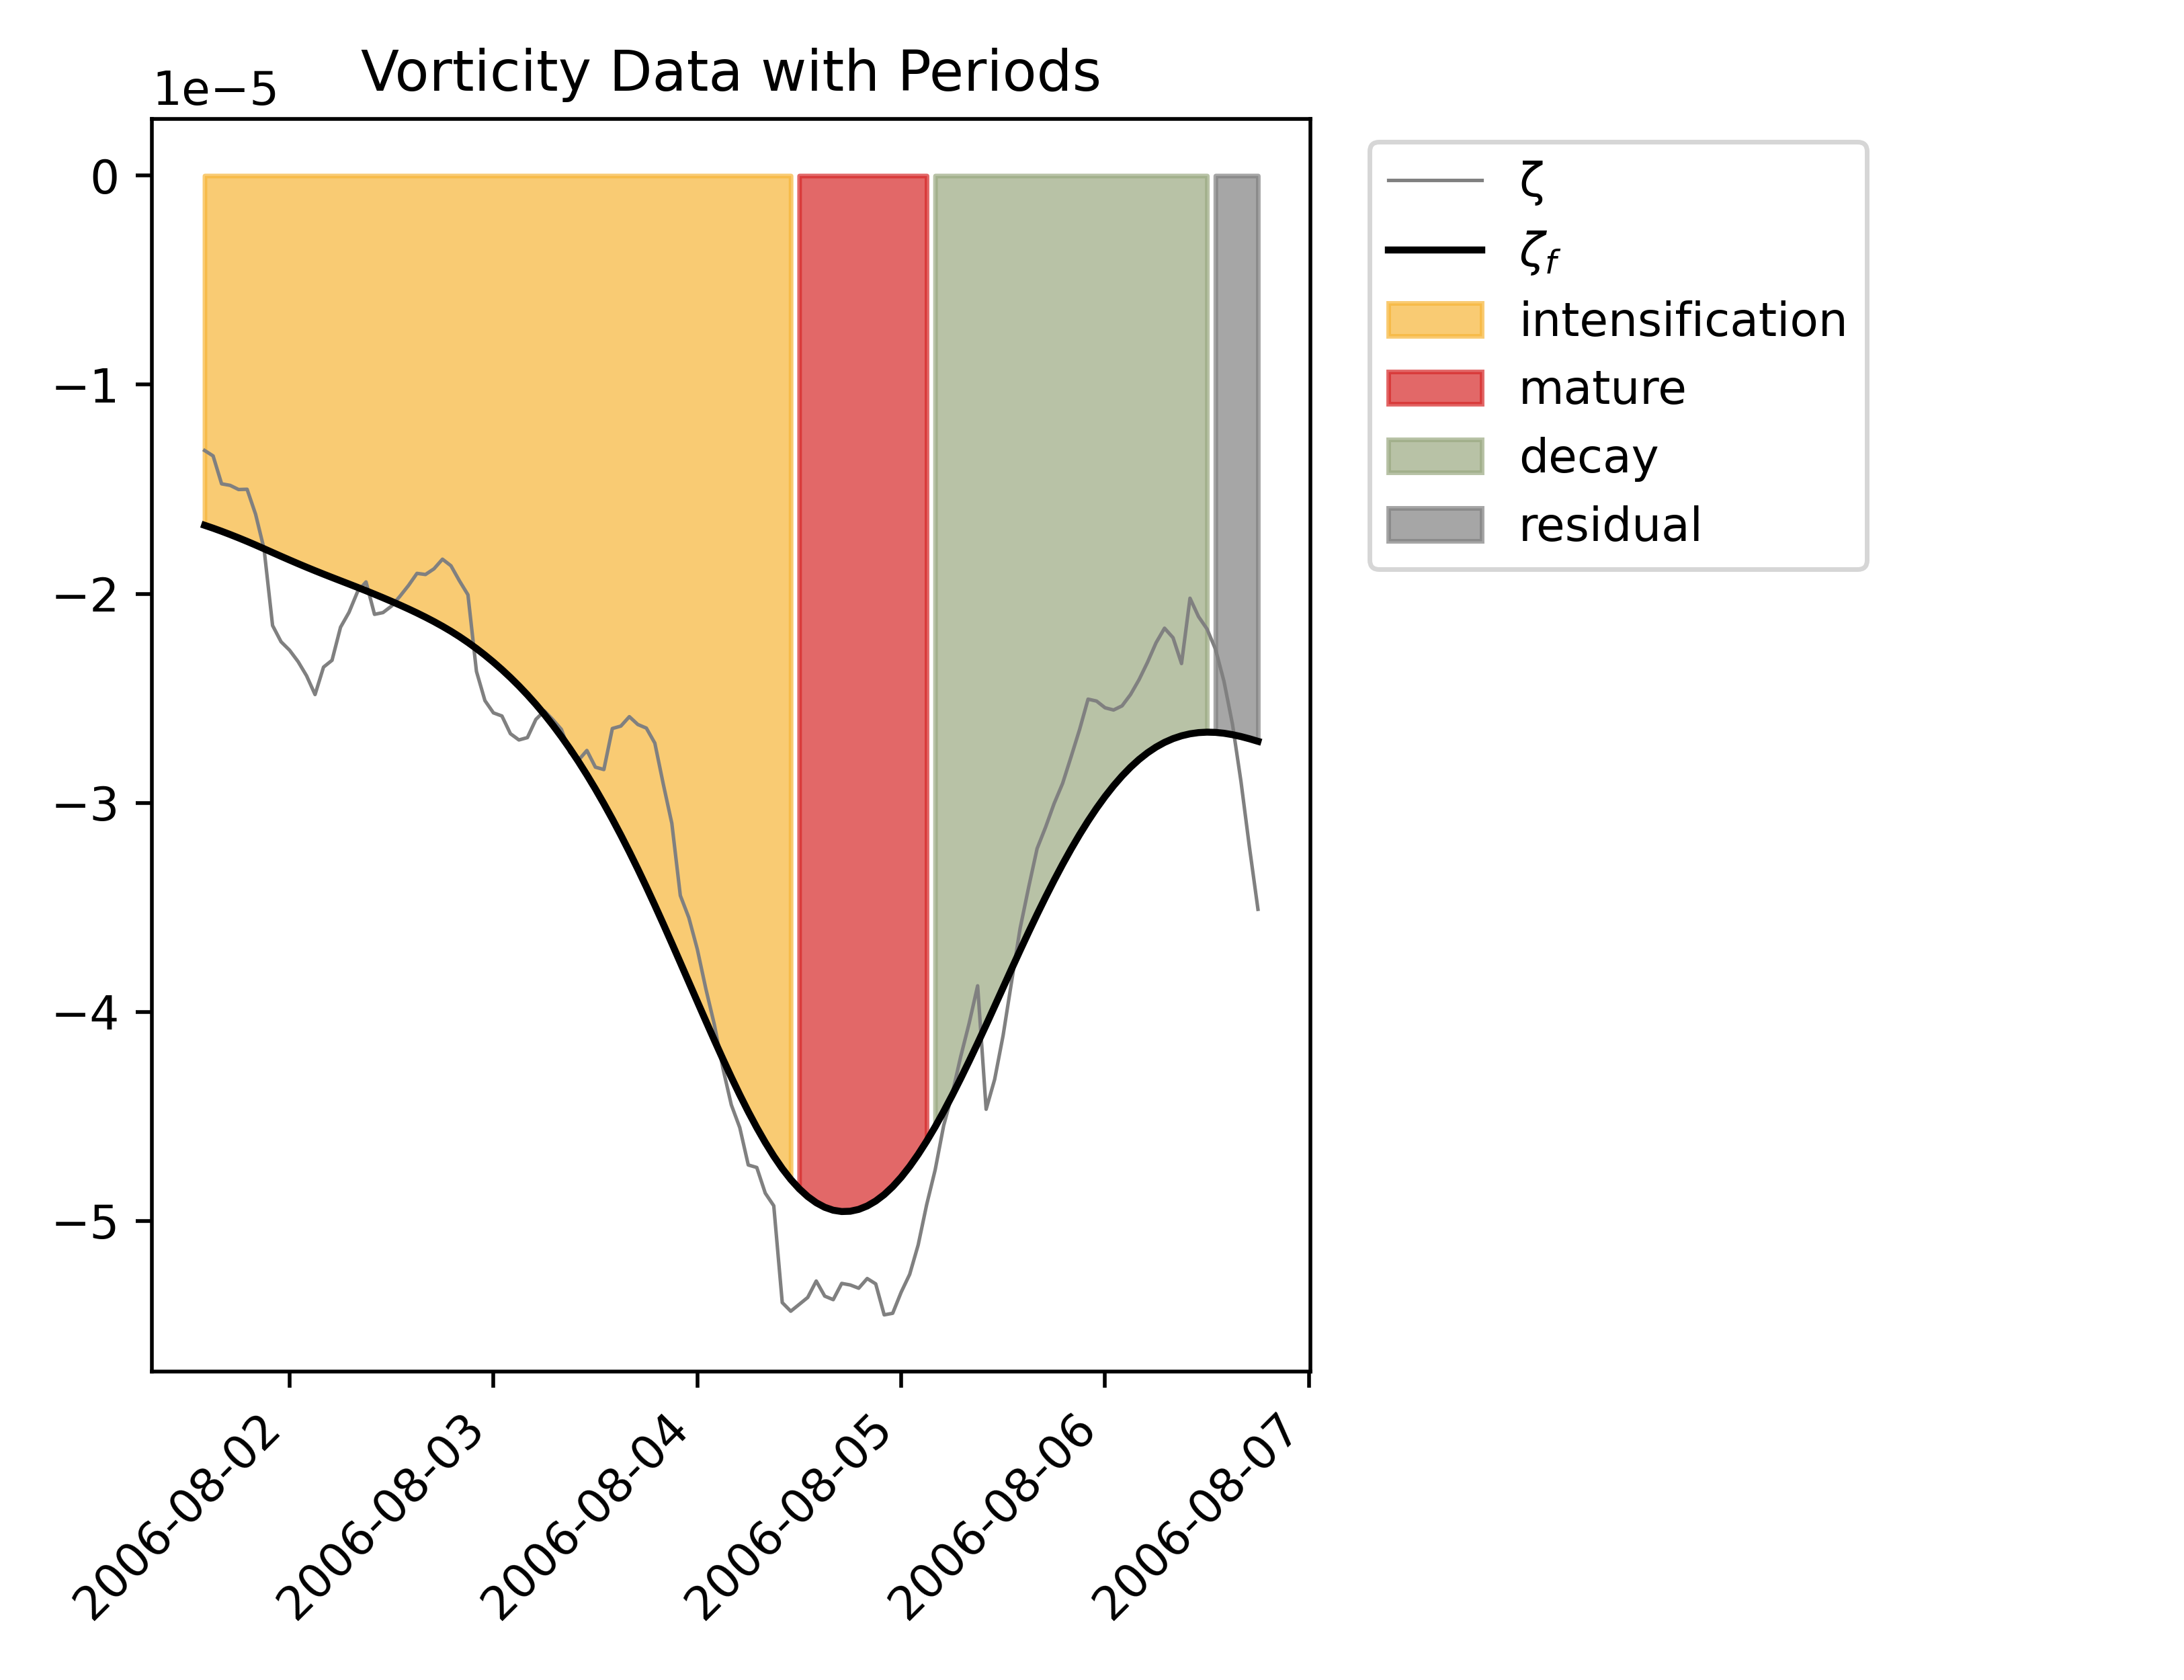 Vorticity Data with Periods
1e−5
0
−1
−2
−3
−4
−5
2006-08-02
2006-08-03
2006-08-04
2006-08-05
2006-08-06
2006-08-07
ζ
ζf
intensification
mature
decay
residual